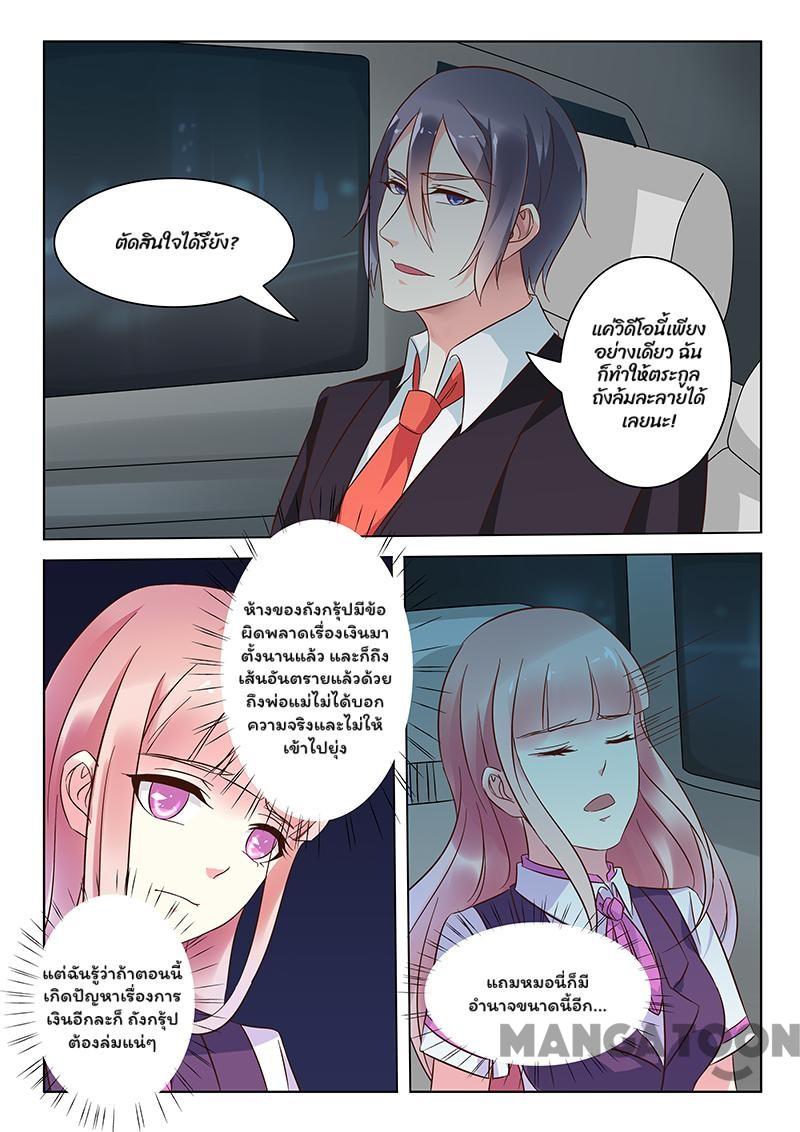 ตัดสินใจได้รึยัง?
แค่วิดีโอนี้เพียง
อย่างเดียว ฉัน
ก็ทำให้ตระกูล
ถังล้มละลายได้
เลยนะ!
ห้างของถังกรุ้ปมีข้อ
ผิดพลาดเรื่องเงินมา
ตั้งนานแล้ว และก็ถึง
เส้นอันตรายแล้วด้วย
ถึงพ่อแม่ไม่ได้บอก
ความจริงและไม่ให้
เข้าไปยุ่ง
แต่ฉันรู้ว่าถ้าตอนนี้
เกิดปัญหาเรื่องการ
เงินอีกละก็ ถังกรุ้ป
ต้องล่มแน่ๆ
แถมหมอนี่ก็มี
อำนาจขนาดนี้อีก...
MANGATOON